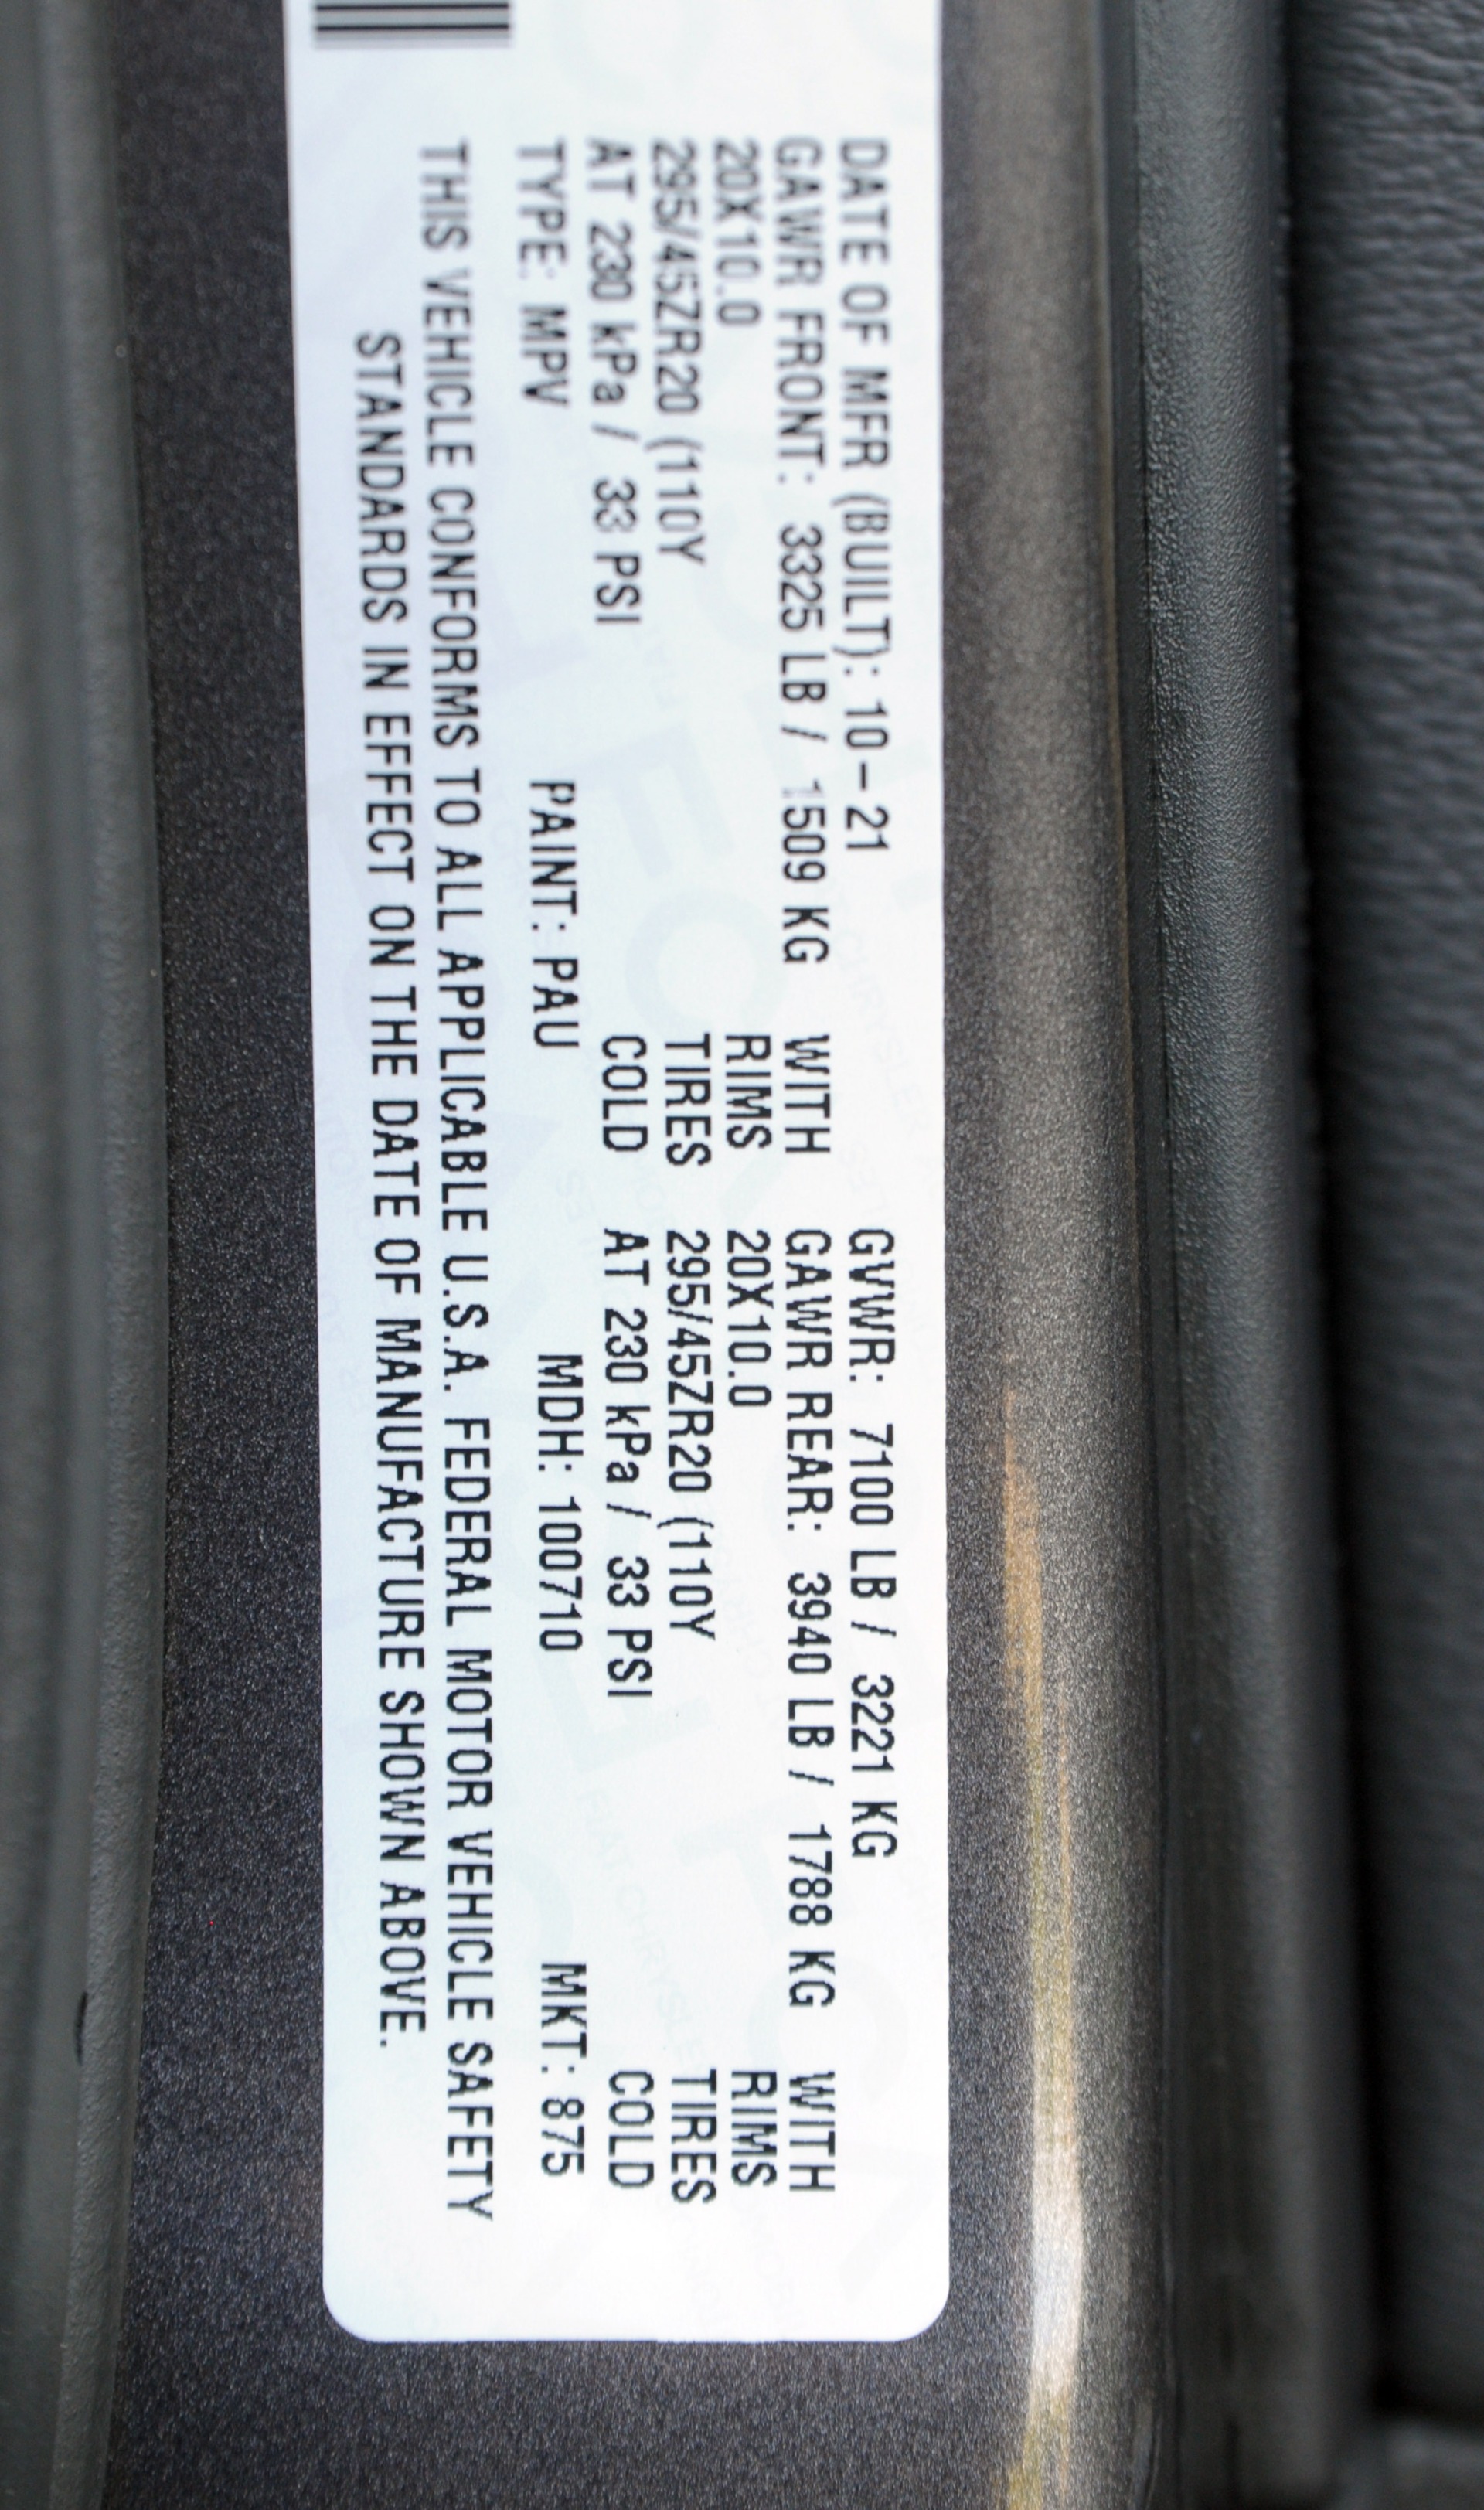 DATE OF MFR (BUILT): 10-21 GVWR: 7100 LB / 3221 KG
GAWR FRONT: 3325 LB / 1509 KG WITH GAWR REAR: 3940 LB / 1788 KG WITH
20X10.0 RIMS 20X10.0 RIMS
295/45ZR20 (110Y TIRES 295/45ZR20 (110Y TIRES
AT 230 kPa / 33 PSI COLD AT 230 kPa / 33 PSI COLD
TYPE: MPV PAINT: PAU MDH: 100710 MKT: 875
THIS VEHICLE CONFORMS TO ALL APPLICABLE U.S.A. FEDERAL MOTOR VEHICLE SAFETY
STANDARDS IN EFFECT ON THE DATE OF MANUFACTURE SHOWN ABOVE.